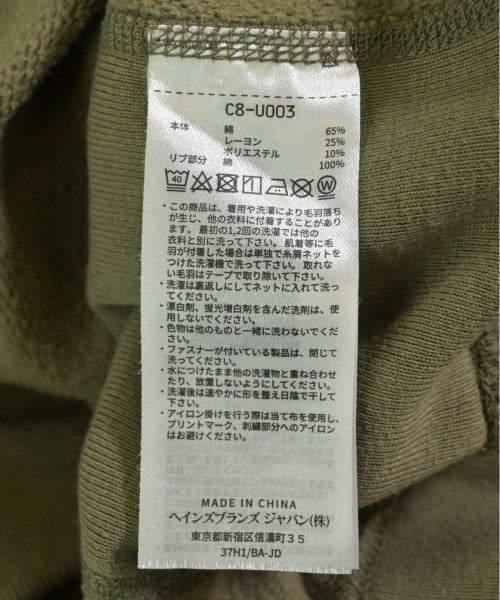 C8-U003
本体 綿 65%
レーヨン 25%
ポリエステル 10%
リブ部分 綿 100%
40 W
・この商品は、着用や洗濯により毛羽落ち
が生じ、他の衣料に付着することがあり
ます。最初の1,2回の洗濯では他の
衣料と別に洗って下さい。肌着等に毛
羽が付着した場合は単独で糸屑ネットを
つけた洗濯機で洗って下さい。取れな
い毛羽はテープで取り除いて下さい。
・洗濯は裏返しにしてネットに入れて洗っ
てください。
・漂白剤、蛍光増白剤を含んだ洗剤は、使
用しないでください。
・色物は他のものと一緒に洗わないでくだ
さい。
・ファスナーが付いている製品は、閉じて
洗ってください。
・水につけたまま他の洗濯物と重ね合わせ
たり、放置しないようにしてください。
・洗濯後は速やかに形を整え日陰で干して
下さい。
・アイロン掛けを行う際は当て布を使用し、
プリントマーク、刺繍部分へのアイロン
はお避けください。
MADE IN CHINA
ヘインズブランズ ジャパン(株)
東京都新宿区信濃町35
37H1/BA-JD